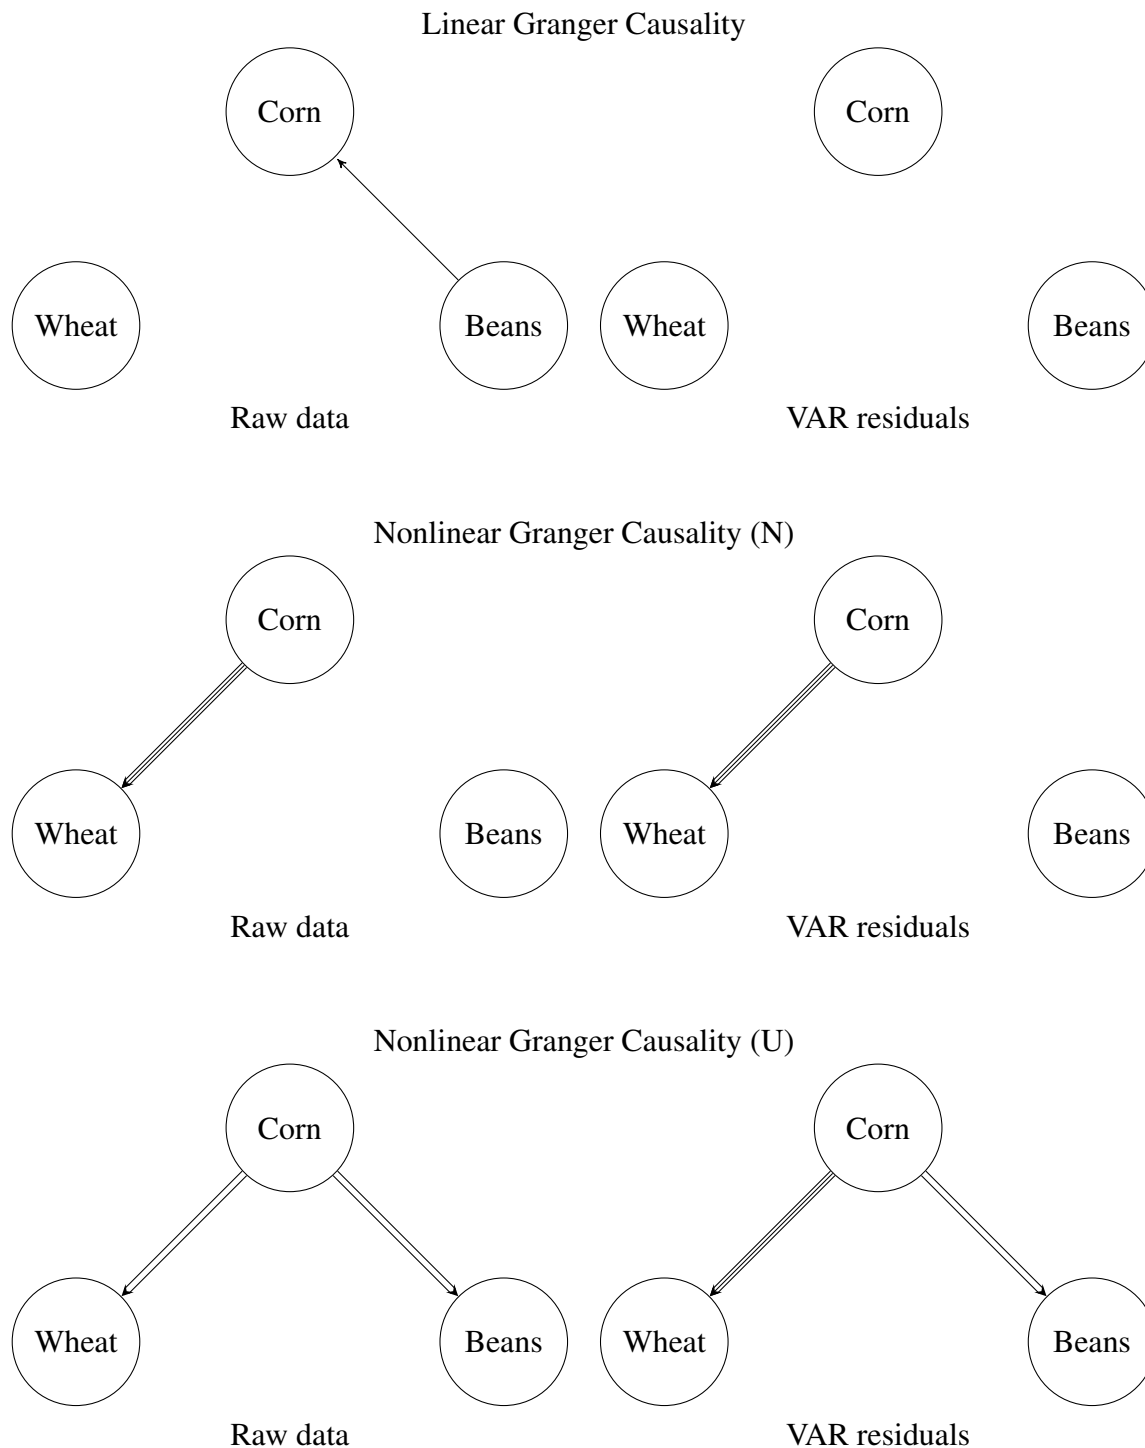 Linear Granger Causality
Corn
Corn
Wheat
Beans
Wheat
Beans
Raw data
VAR residuals
Nonlinear Granger Causality (N)
Corn
Corn
Wheat
Beans
Wheat
Beans
Raw data
VAR residuals
Nonlinear Granger Causality (U)
Corn
Corn
Wheat
Beans
Wheat
Beans
Raw data
VAR residuals